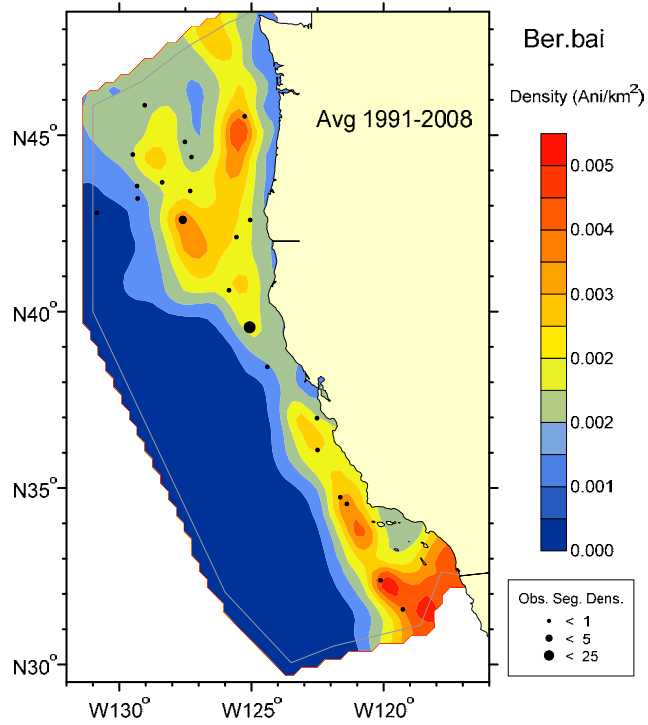 Ber.bai
Density (Ani/km²)
Avg 1991-2008
N45°
N40°
N35°
N30°
W130°
W125°
W120°
0.005
0.004
0.003
0.002
0.002
0.001
0.000
Obs. Seg. Dens.
< 1
< 5
< 25